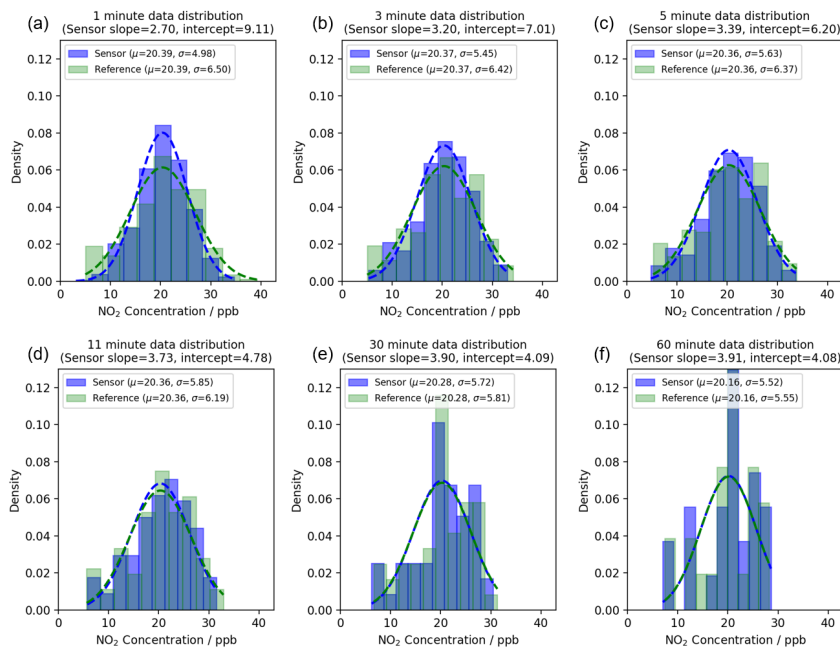 (a)
1 minute data distribution
(Sensor slope=2.70, intercept=9.11)
Sensor (μ=20.39, σ=4.98)
Reference (μ=20.39, σ=6.50)
0.12
0.10
0.08
0.06
0.04
0.02
0.00
Density
0 10 20 30 40
NO₂ Concentration / ppb
(b)
3 minute data distribution
(Sensor slope=3.20, intercept=7.01)
Sensor (μ=20.37, σ=5.45)
Reference (μ=20.37, σ=6.42)
0.12
0.10
0.08
0.06
0.04
0.02
0.00
Density
0 10 20 30 40
NO₂ Concentration / ppb
(c)
5 minute data distribution
(Sensor slope=3.39, intercept=6.20)
Sensor (μ=20.36, σ=5.63)
Reference (μ=20.36, σ=6.37)
0.12
0.10
0.08
0.06
0.04
0.02
0.00
Density
0 10 20 30 40
NO₂ Concentration / ppb
(d)
11 minute data distribution
(Sensor slope=3.73, intercept=4.78)
Sensor (μ=20.36, σ=5.85)
Reference (μ=20.36, σ=6.19)
0.12
0.10
0.08
0.06
0.04
0.02
0.00
Density
0 10 20 30 40
NO₂ Concentration / ppb
(e)
30 minute data distribution
(Sensor slope=3.90, intercept=4.09)
Sensor (μ=20.28, σ=5.72)
Reference (μ=20.28, σ=5.81)
0.12
0.10
0.08
0.06
0.04
0.02
0.00
Density
0 10 20 30 40
NO₂ Concentration / ppb
(f)
60 minute data distribution
(Sensor slope=3.91, intercept=4.08)
Sensor (μ=20.16, σ=5.52)
Reference (μ=20.16, σ=5.55)
0.12
0.10
0.08
0.06
0.04
0.02
0.00
Density
0 10 20 30 40
NO₂ Concentration / ppb